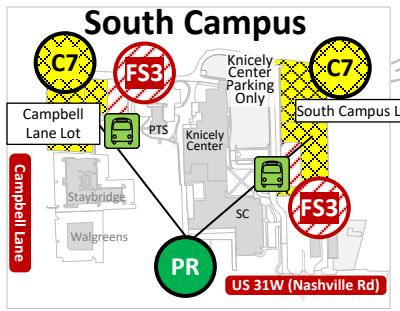 South Campus
C7
FS3
Knicely
Center
Parking
Only
C7
Campbell
Lane Lot
South Campus L
PTS
Knicely
Center
Campbell Lane
Staybridge
SC
FS3
Walgreens
PR
US 31W (Nashville Rd)